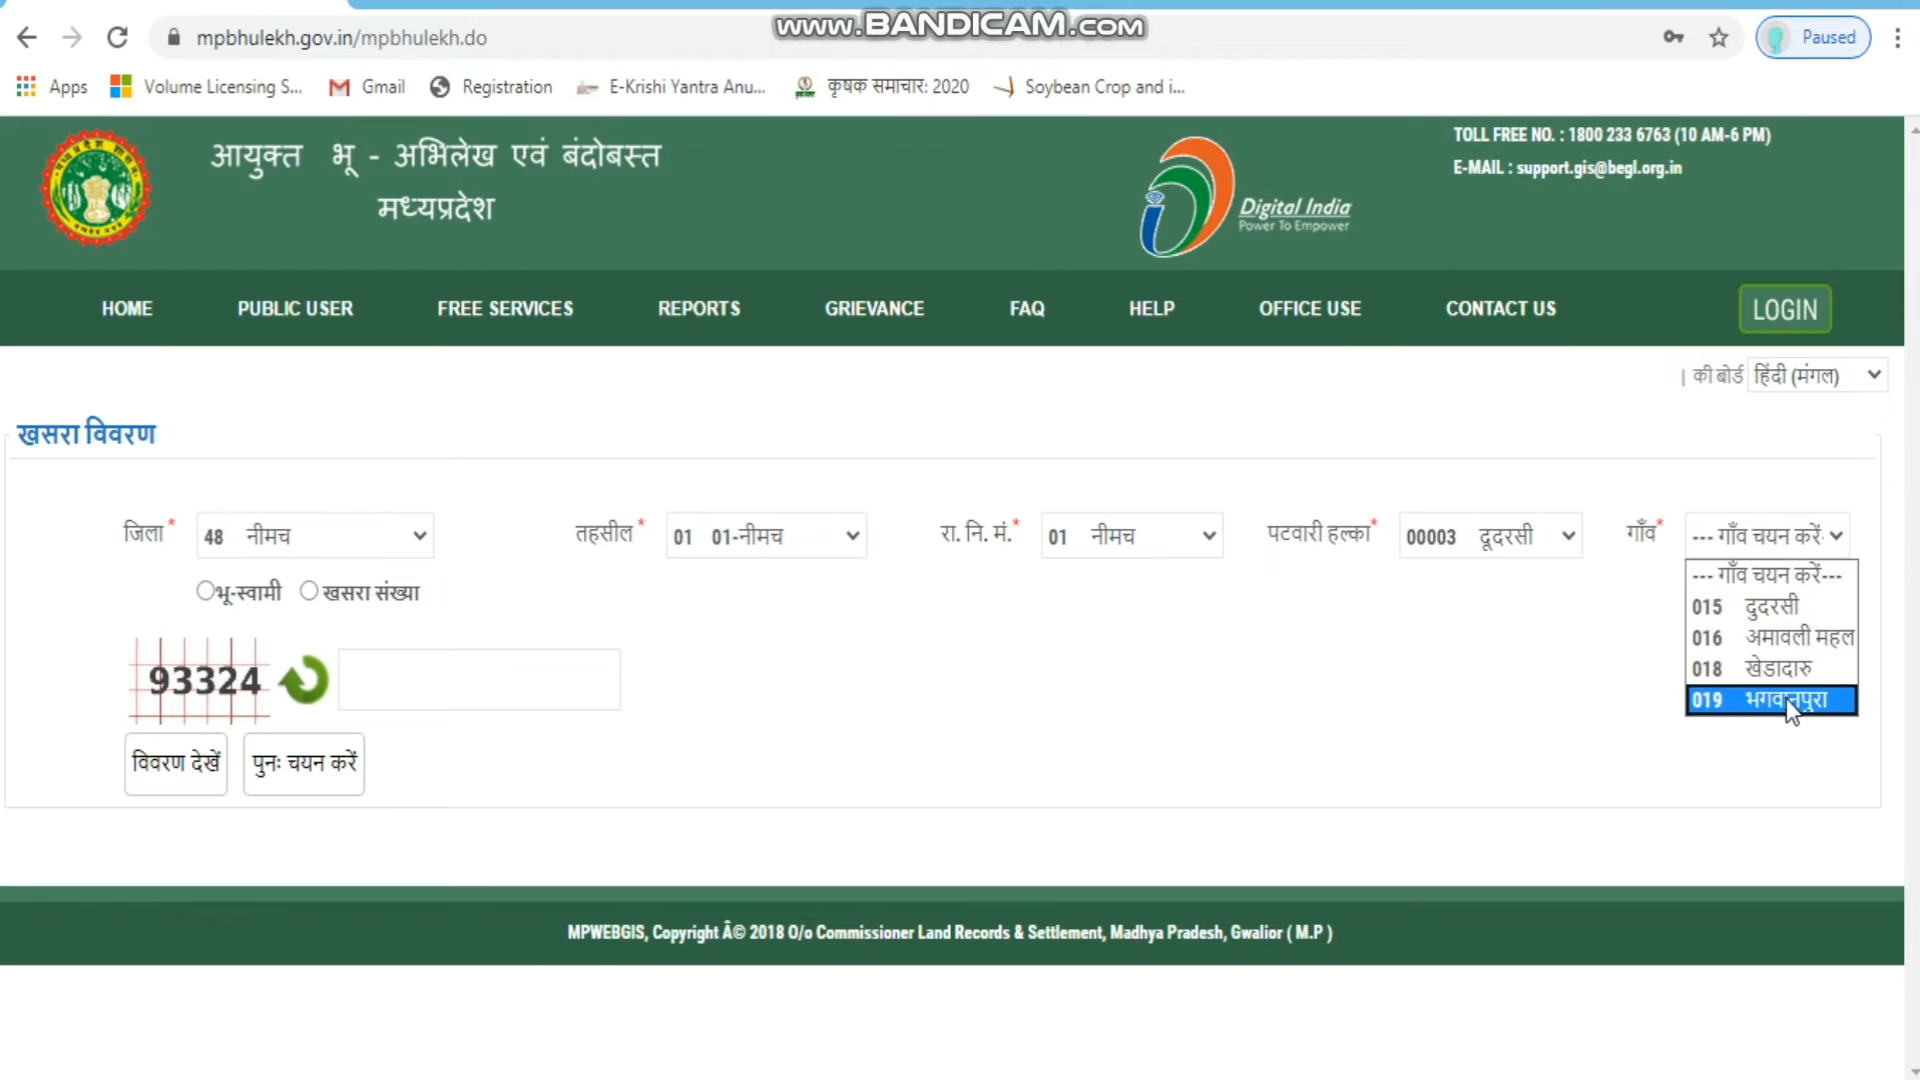 www.BANDICAM.com
mpbhulekh.gov.in/mpbhulekh.do
Paused
Apps
Volume Licensing S...
Gmail
Registration
E-Krishi Yantra Anu...
कृषक समाचार: 2020
Soybean Crop and i...
आयुक्त भू - अभिलेख एवं बंदोबस्त
मध्यप्रदेश
Digital India
Power To Empower
TOLL FREE NO. : 1800 233 6763 (10 AM-6 PM)
E-MAIL : support.gis@begl.org.in
HOME
PUBLIC USER
FREE SERVICES
REPORTS
GRIEVANCE
FAQ
HELP
OFFICE USE
CONTACT US
LOGIN
| की बोर्ड हिंदी (मंगल)
खसरा विवरण
जिला * 48 नीमच
तहसील * 01 01-नीमच
रा. नि. मं. * 01 नीमच
पटवारी हल्का * 00003 दूदरसी
गाँव * --- गाँव चयन करें
--- गाँव चयन करें---
015 दुदरसी
016 अमावली महल
018 खेडादारु
019 भगवानपुरा
भू-स्वामी खसरा संख्या
93324
विवरण देखें
पुनः चयन करें
MPWEBGIS, Copyright Â© 2018 O/o Commissioner Land Records & Settlement, Madhya Pradesh, Gwalior ( M.P )